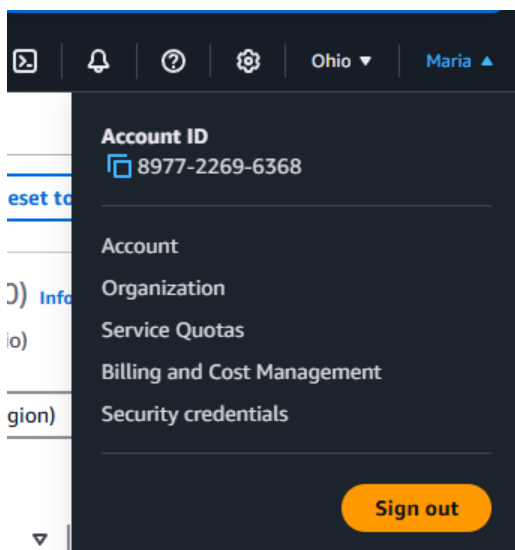 Ohio ▼ Maria ▲
Account ID
8977-2269-6368
eset to
Account
0) Info
Organization
io)
Service Quotas
Billing and Cost Management
gion)
Security credentials
Sign out